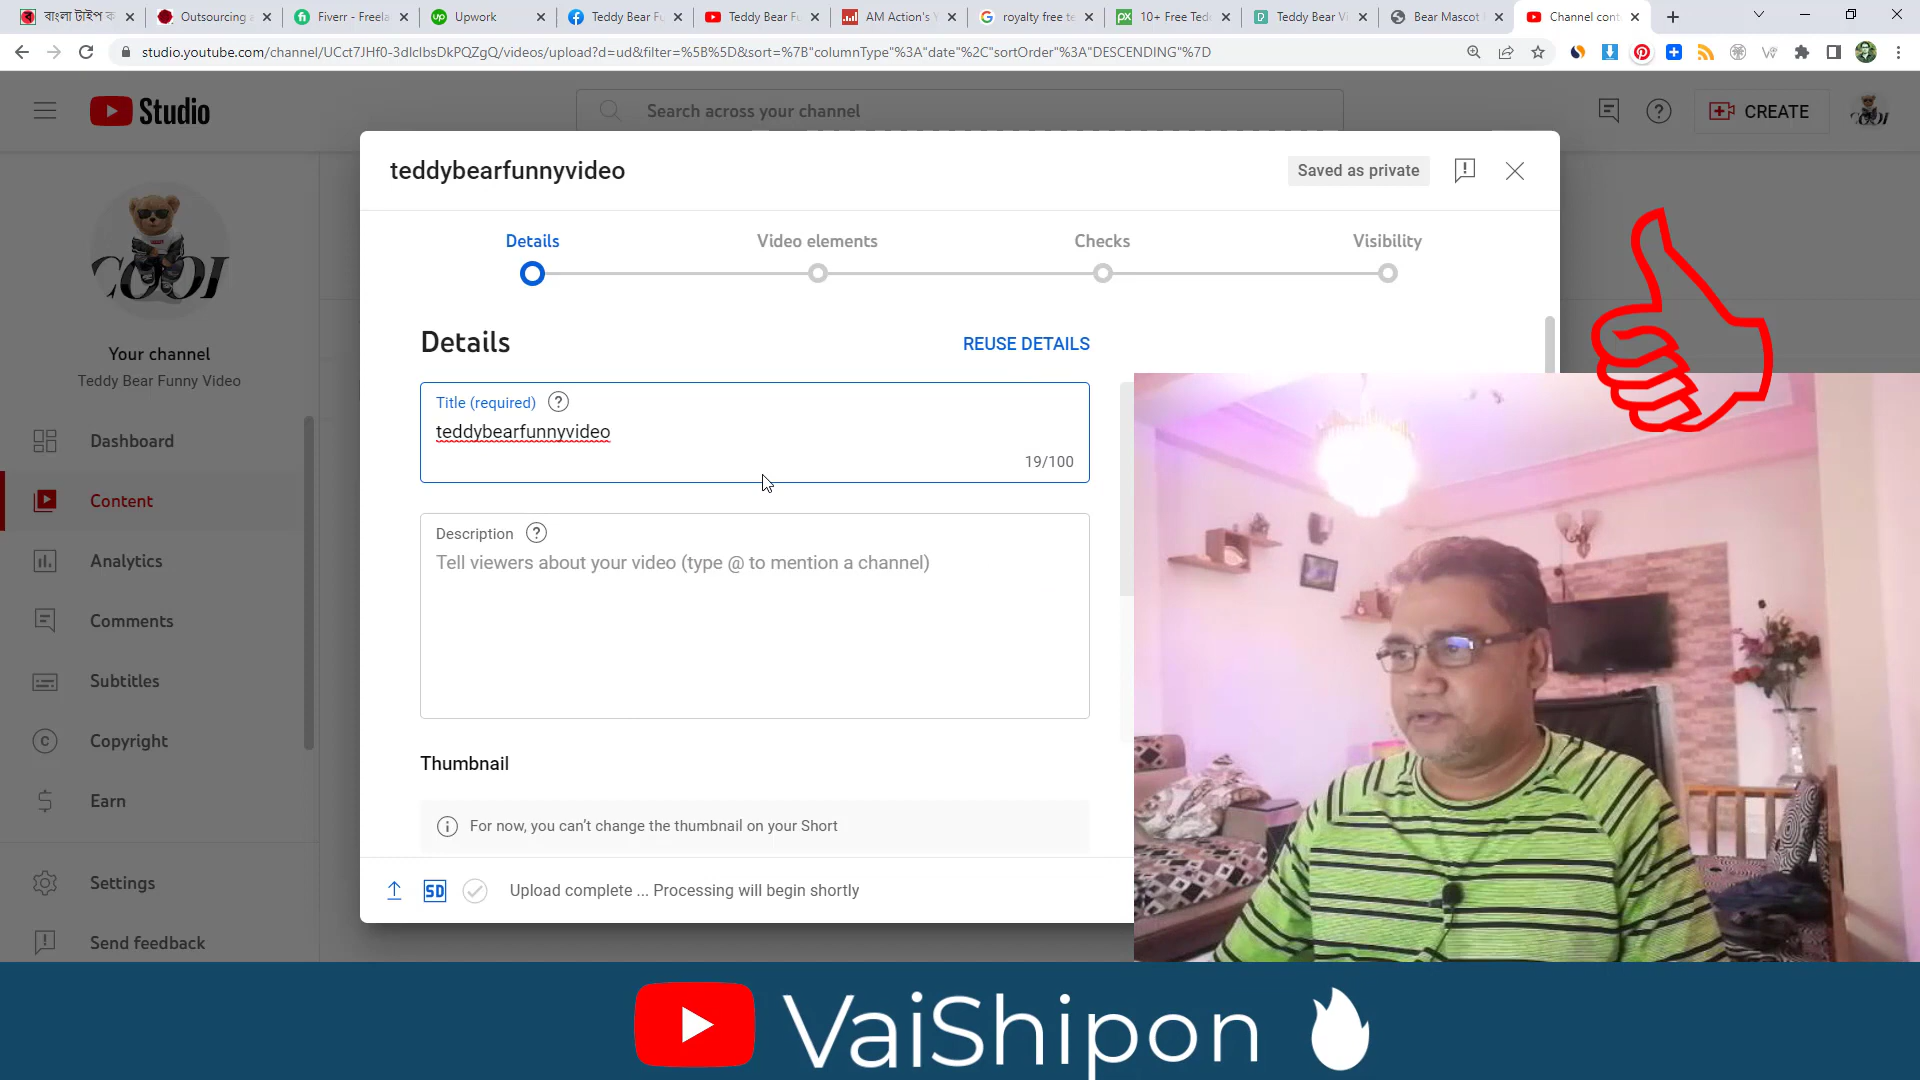 বাংলা টাইপ ক
Outsourcing a
Fiverr - Freela
Upwork
Teddy Bear Fu
Teddy Bear Fu
AM Action's Y
royalty free te
10+ Free Tedd
Teddy Bear Vi
Bear Mascot
Channel cont
studio.youtube.com/channel/UCct7JHf0-3dlcIbsDkPQZgQ/videos/upload?d=ud&filter=%5B%5D&sort=%7B"columnType"%3A"date"%2C"sortOrder"%3A"DESCENDING"%7D
Studio
Search across your channel
CREATE
teddybearfunnyvideo
Saved as private
Details
Video elements
Checks
Visibility
Your channel
Teddy Bear Funny Video
Dashboard
Content
Analytics
Comments
Subtitles
Copyright
Earn
Settings
Send feedback
Details
REUSE DETAILS
Title (required)
teddybearfunnyvideo
19/100
Description
Tell viewers about your video (type @ to mention a channel)
Thumbnail
For now, you can't change the thumbnail on your Short
SD
Upload complete ... Processing will begin shortly
VaiShipon